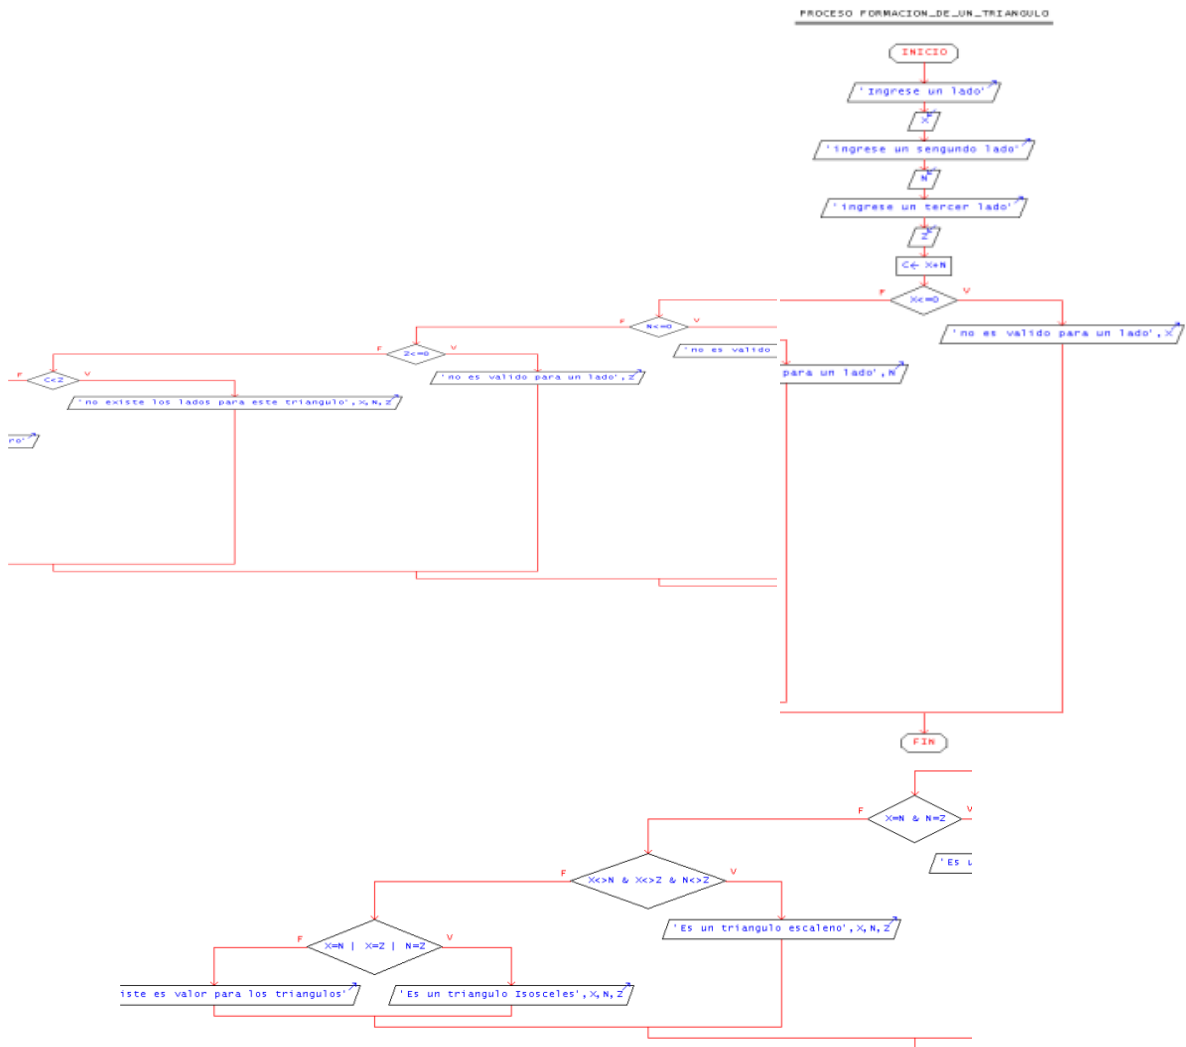 PROCESO FORMACION_DE_UN_TRIANGULO
INICIO
'Ingrese un lado'
X
'ingrese un sengundo lado'
N
'ingrese un tercer lado'
Z
C← X+N
F X<=0 V
'no es valido para un lado',X
F N<=0 V
'no es valido
para un lado',N
F Z<=0 V
'no es valido para un lado',Z
F C<Z V
'no existe los lados para este triangulo',X,N,Z
ro'
FIN
F X=N & N=Z V
'Es u
F X<>N & X<>Z & N<>Z V
'Es un triangulo escaleno',X,N,Z
F X=N | X=Z | N=Z V
iste es valor para los triangulos'
'Es un triangulo Isosceles',X,N,Z